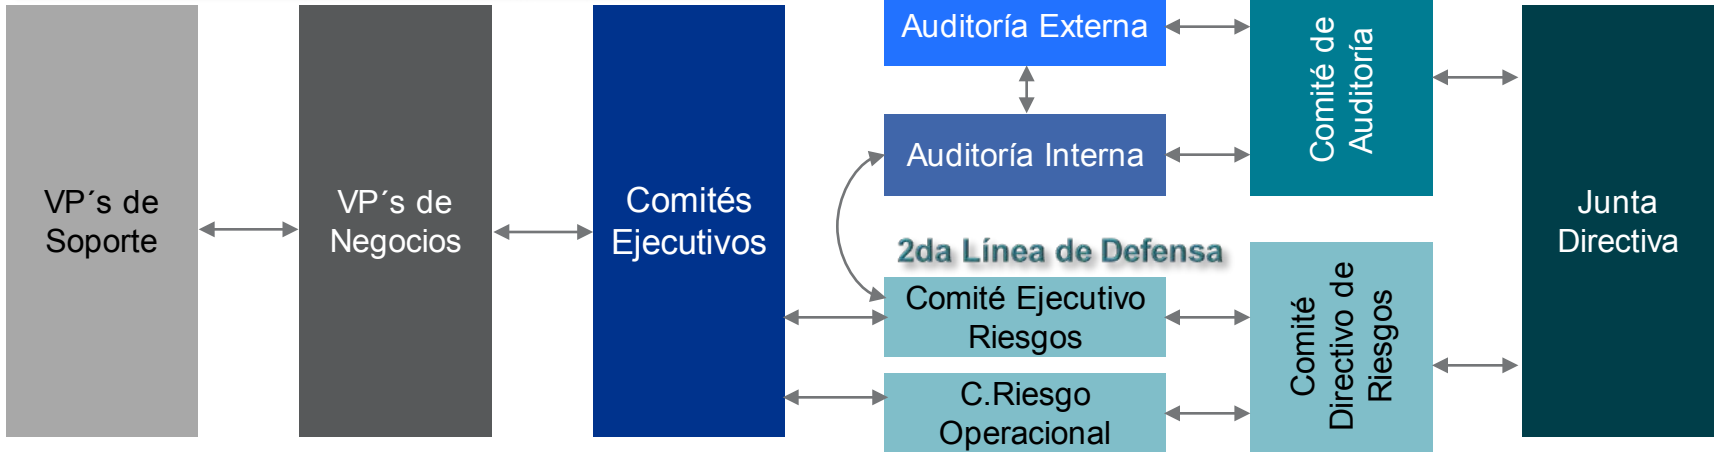 VP´s de
Soporte
VP´s de
Negocios
Comités
Ejecutivos
Auditoría Externa
Auditoría Interna
2da Línea de Defensa
Comité Ejecutivo
Riesgos
C.Riesgo
Operacional
Comité de
Auditoría
Comité
Directivo de
Riesgos
Junta
Directiva